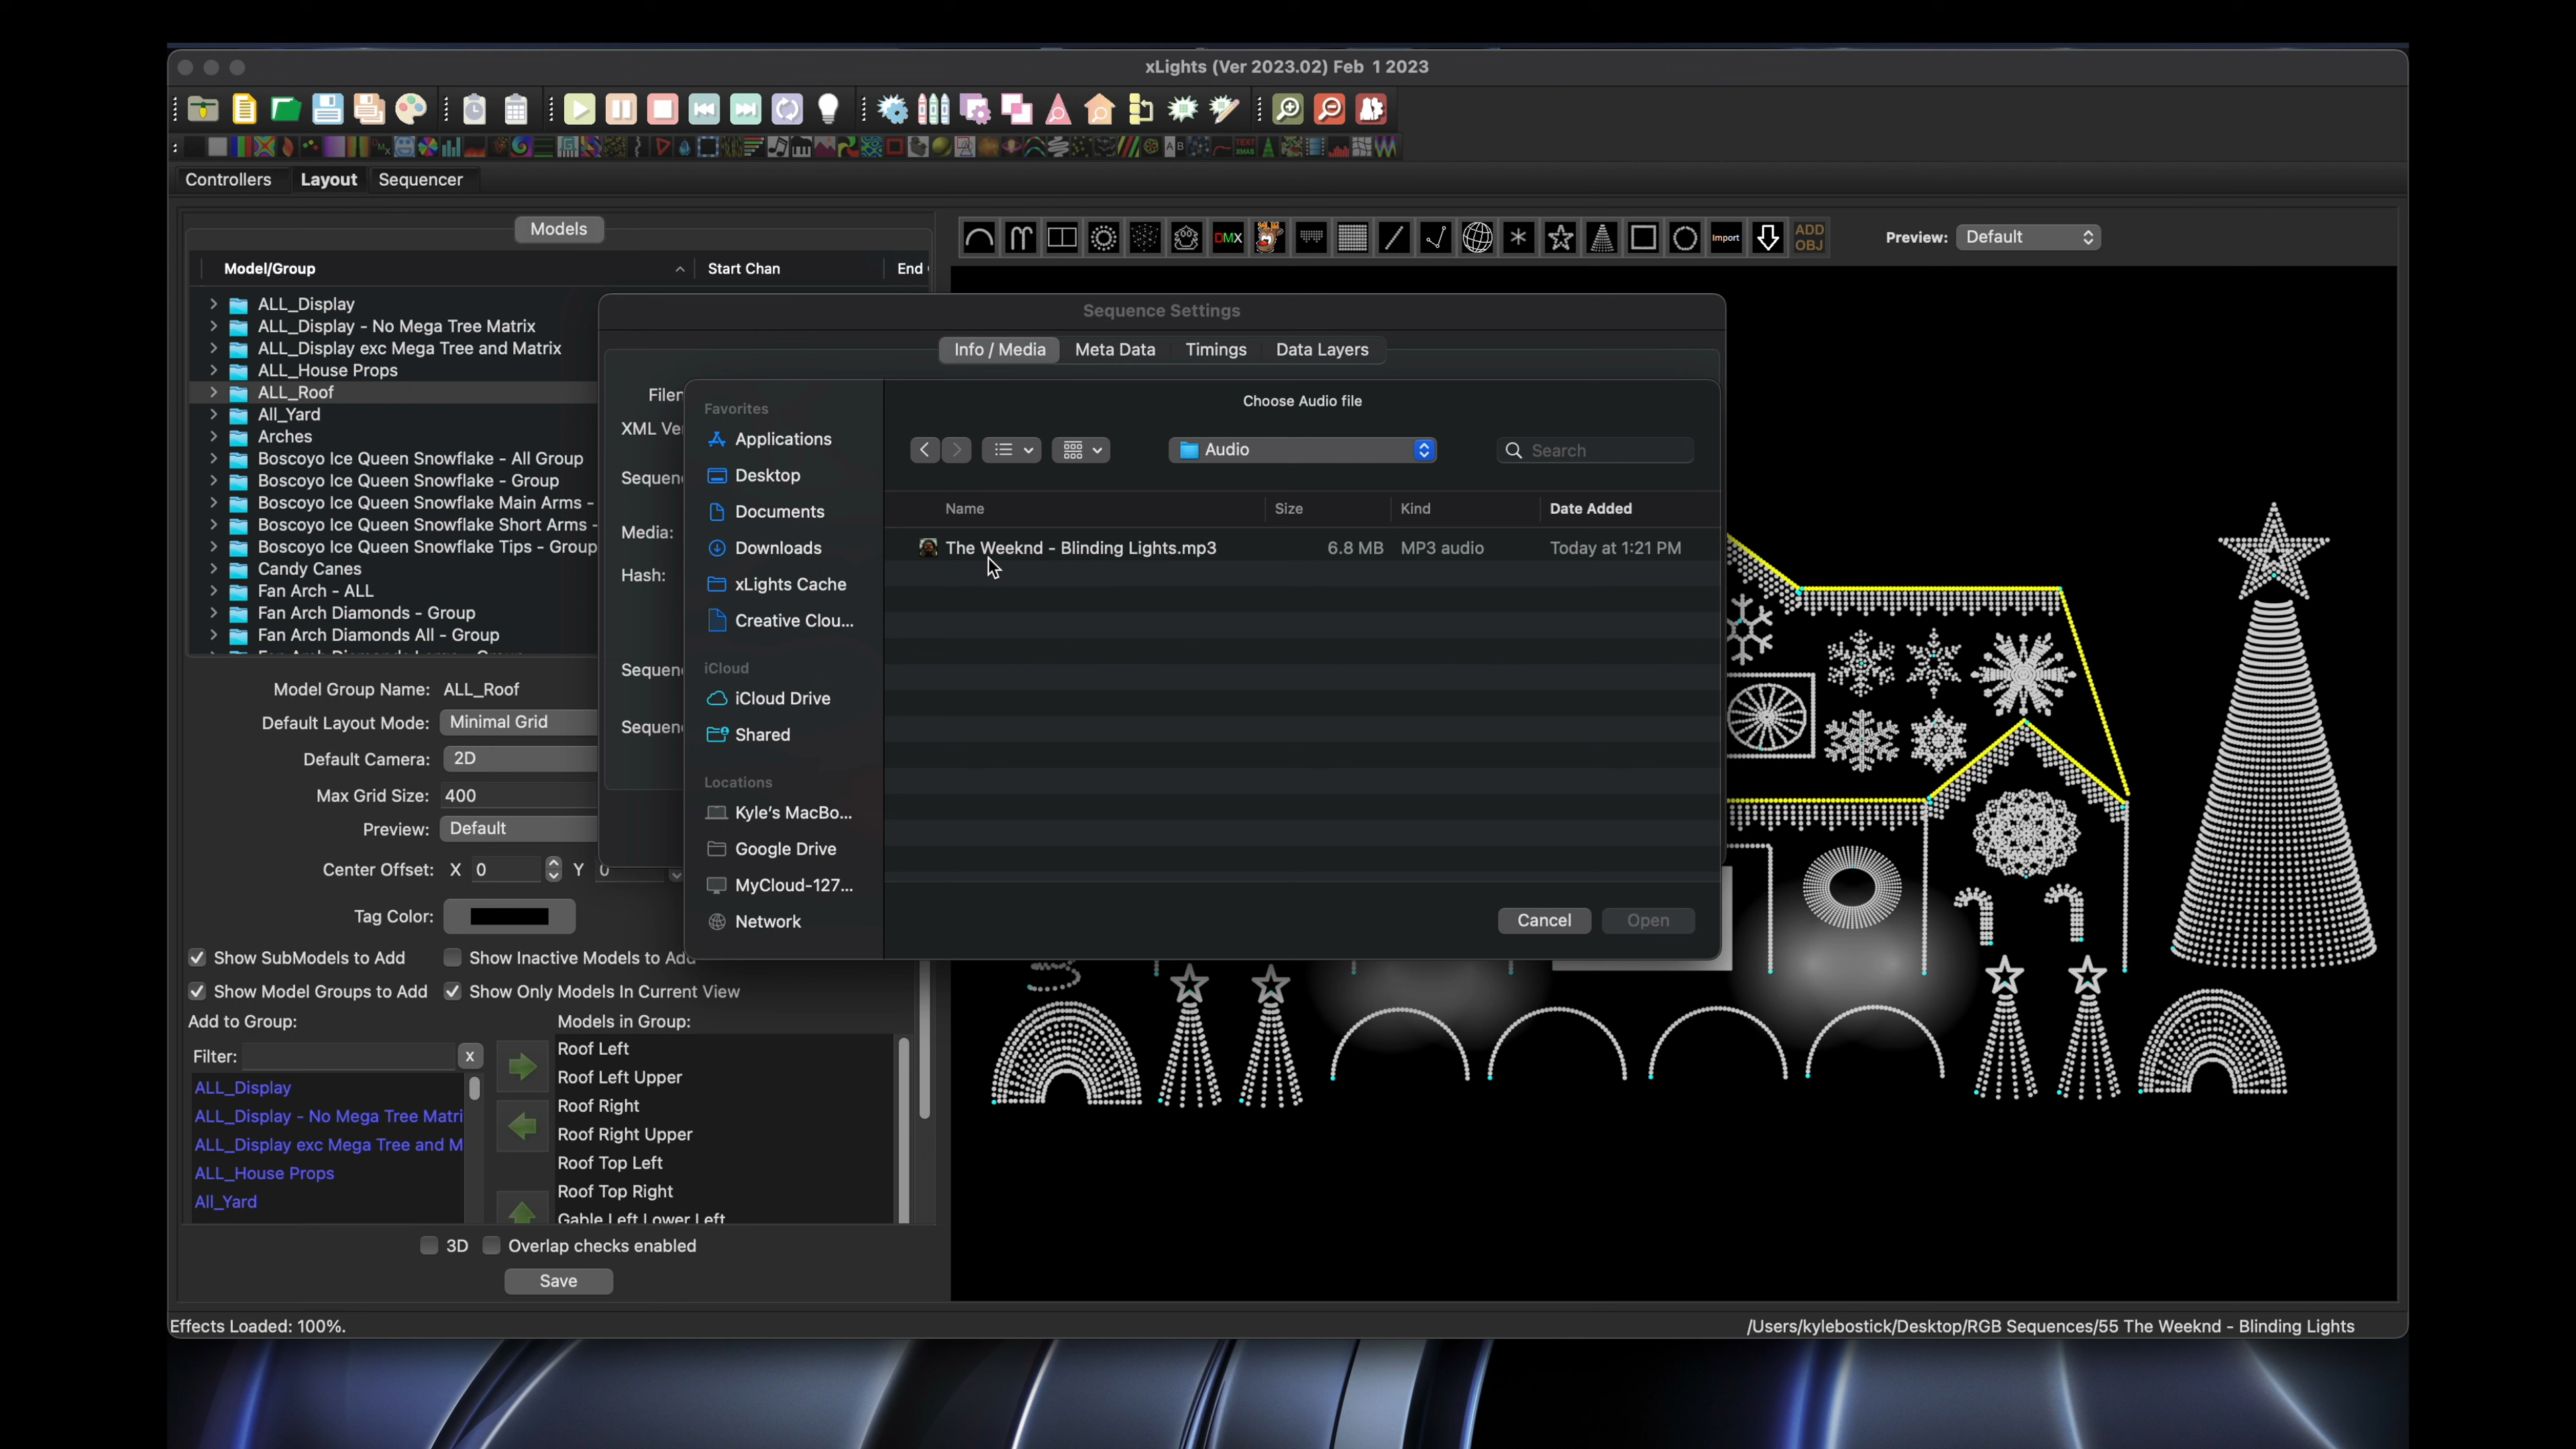 xLights (Ver 2023.02) Feb 1 2023
Controllers
Layout
Sequencer
Models
DMX
Import
ADD
OBJ
Preview:
Default
Model/Group
Start Chan
End
ALL_Display
ALL_Display - No Mega Tree Matrix
ALL_Display exc Mega Tree and Matrix
ALL_House Props
ALL_Roof
All_Yard
Arches
Boscoyo Ice Queen Snowflake - All Group
Boscoyo Ice Queen Snowflake - Group
Boscoyo Ice Queen Snowflake Main Arms -
Boscoyo Ice Queen Snowflake Short Arms -
Boscoyo Ice Queen Snowflake Tips - Group
Candy Canes
Fan Arch - ALL
Fan Arch Diamonds - Group
Fan Arch Diamonds All - Group
Model Group Name: ALL_Roof
Default Layout Mode: Minimal Grid
Default Camera: 2D
Max Grid Size: 400
Preview: Default
Center Offset: X 0 Y 0
Tag Color:
Show SubModels to Add
Show Inactive Models to Add
Show Model Groups to Add
Show Only Models In Current View
Add to Group:
Filter:
x
ALL_Display
ALL_Display - No Mega Tree Matri
ALL_Display exc Mega Tree and M
ALL_House Props
All_Yard
Models in Group:
Roof Left
Roof Left Upper
Roof Right
Roof Right Upper
Roof Top Left
Roof Top Right
Gable Left Lower Left
3D
Overlap checks enabled
Save
Sequence Settings
Info / Media
Meta Data
Timings
Data Layers
Filen
XML Ve
Sequen
Media:
Hash:
Sequen
Sequen
Favorites
Applications
Desktop
Documents
Downloads
xLights Cache
Creative Clou...
iCloud
iCloud Drive
Shared
Locations
Kyle's MacBo...
Google Drive
MyCloud-127...
Network
Choose Audio file
Audio
Search
Name
Size
Kind
Date Added
The Weeknd - Blinding Lights.mp3
6.8 MB
MP3 audio
Today at 1:21 PM
Cancel
Open
Effects Loaded: 100%.
/Users/kylebostick/Desktop/RGB Sequences/55 The Weeknd - Blinding Lights